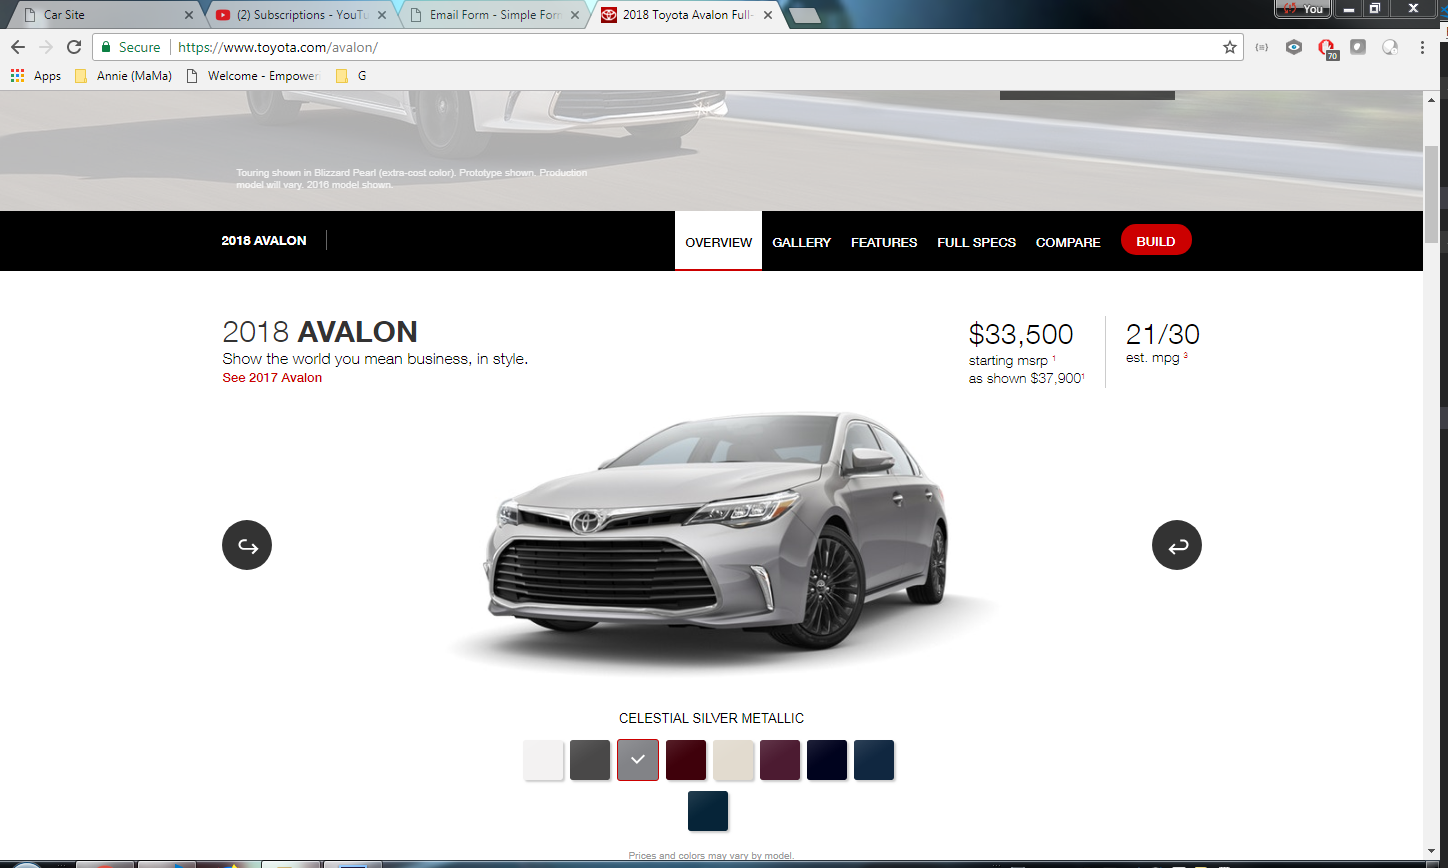 Car Site
(2) Subscriptions - YouTu
Email Form - Simple Form
2018 Toyota Avalon Full-
You
Secure
https://www.toyota.com/avalon/
70
Apps
Annie (MaMa)
Welcome - Empower
G
Touring shown in Blizzard Pearl (extra-cost color). Prototype shown. Production
model will vary. 2016 model shown.
2018 AVALON
OVERVIEW
GALLERY
FEATURES
FULL SPECS
COMPARE
BUILD
2018 AVALON
Show the world you mean business, in style.
See 2017 Avalon
$33,500
starting msrp 1
as shown $37,9001
21/30
est. mpg 3
CELESTIAL SILVER METALLIC
Prices and colors may vary by model.